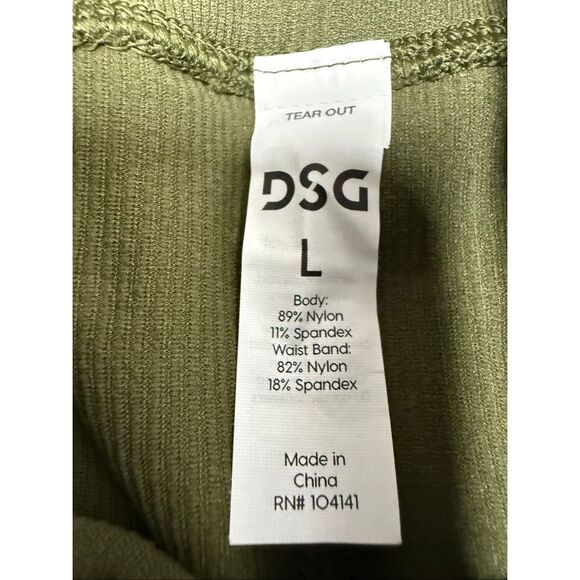 TEAR OUT
DSG
L
Body:
89% Nylon
11% Spandex
Waist Band:
82% Nylon
18% Spandex
Made in
China
RN# 104141